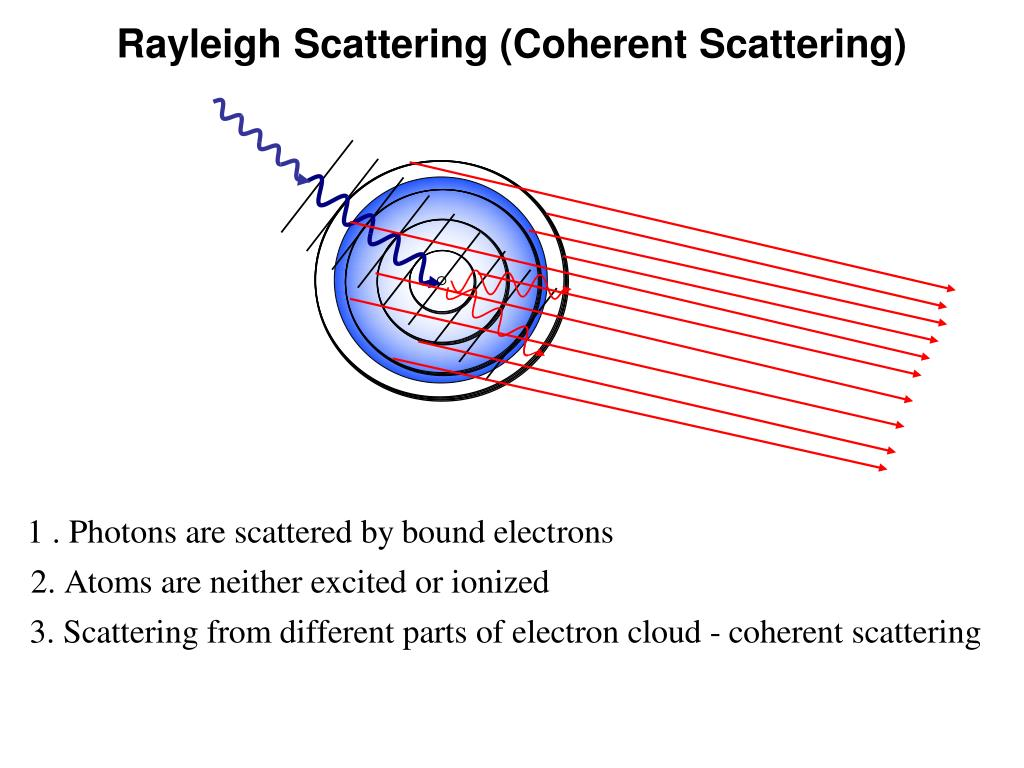 Rayleigh Scattering (Coherent Scattering)
1 . Photons are scattered by bound electrons
2. Atoms are neither excited or ionized
3. Scattering from different parts of electron cloud - coherent scattering